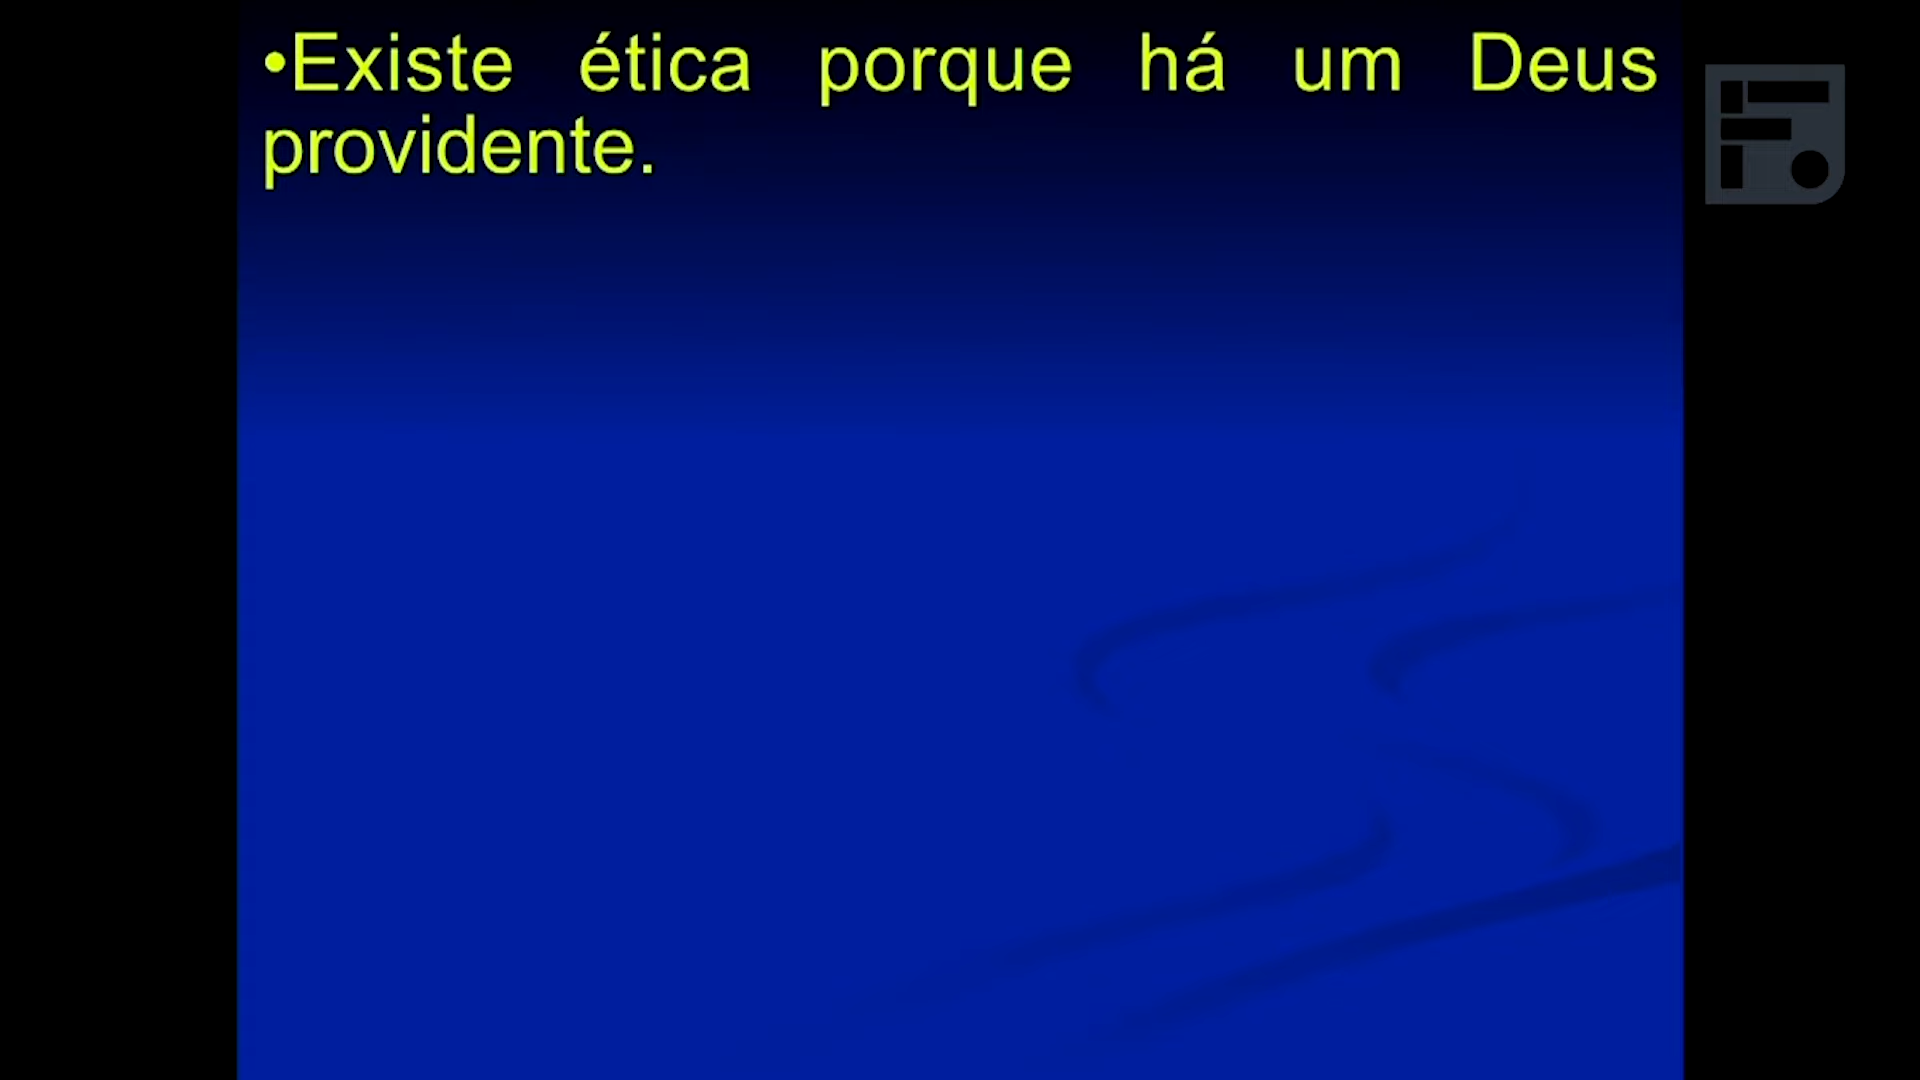 •Existe ética porque há um Deus
providente.